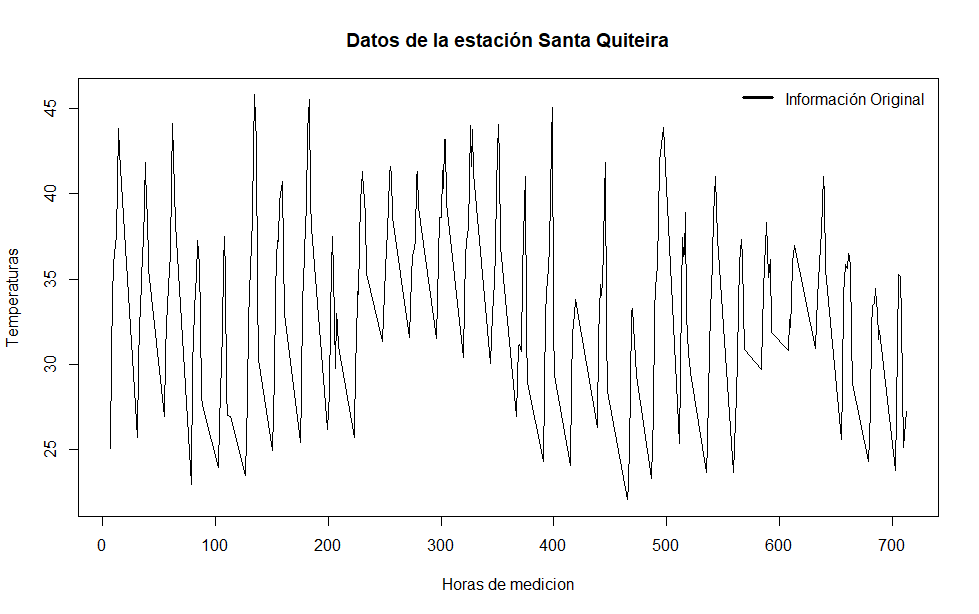 Datos de la estación Santa Quiteira
Información Original
Temperaturas
45
40
35
30
25
0 100 200 300 400 500 600 700
Horas de medicion